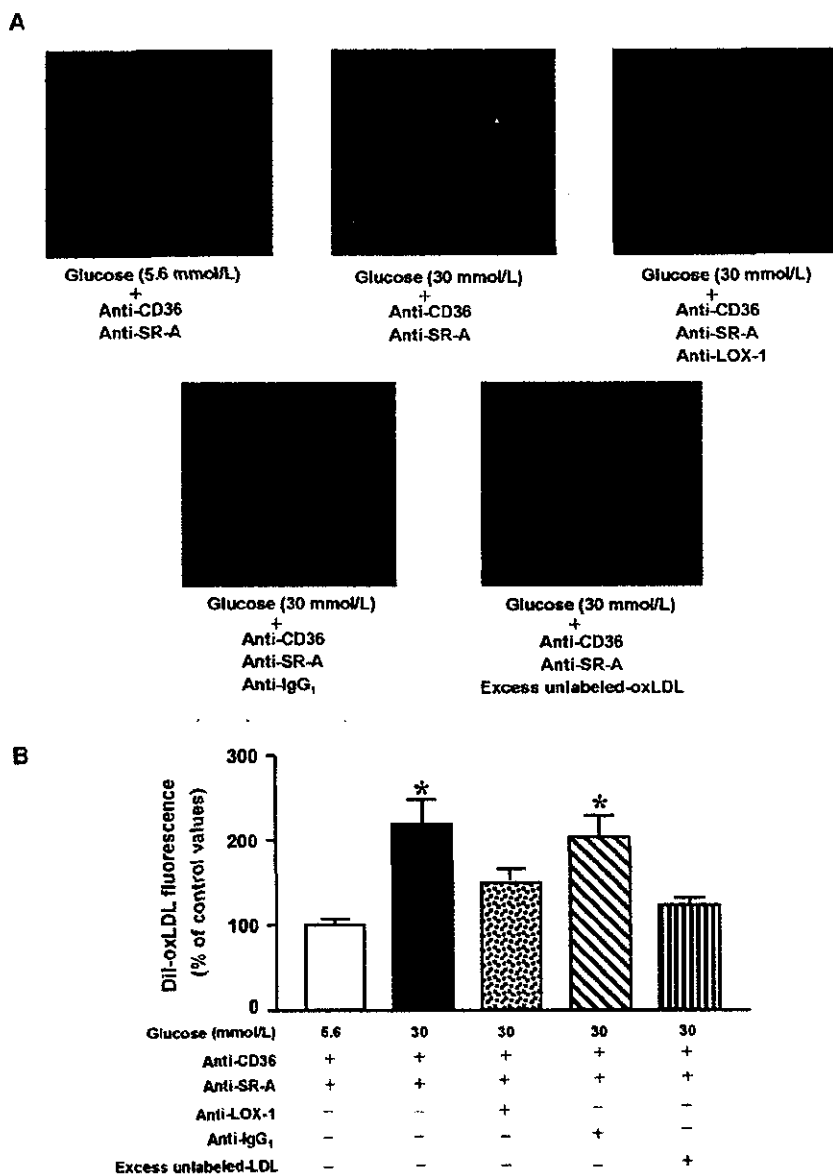 A
Glucose (5.6 mmol/L)
+
Anti-CD36
Anti-SR-A
Glucose (30 mmol/L)
+
Anti-CD36
Anti-SR-A
Glucose (30 mmol/L)
+
Anti-CD36
Anti-SR-A
Anti-LOX-1
Glucose (30 mmol/L)
+
Anti-CD36
Anti-SR-A
Anti-IgG₁
Glucose (30 mmol/L)
+
Anti-CD36
Anti-SR-A
Excess unlabeled-oxLDL
B
DiI-oxLDL fluorescence
(% of control values)
300
200
100
0
* *
Glucose (mmol/L) 5.6 30 30 30 30
Anti-CD36 + + + + +
Anti-SR-A + + + + +
Anti-LOX-1 – – + – –
Anti-IgG₁ – – – + –
Excess unlabeled-LDL – – – – +